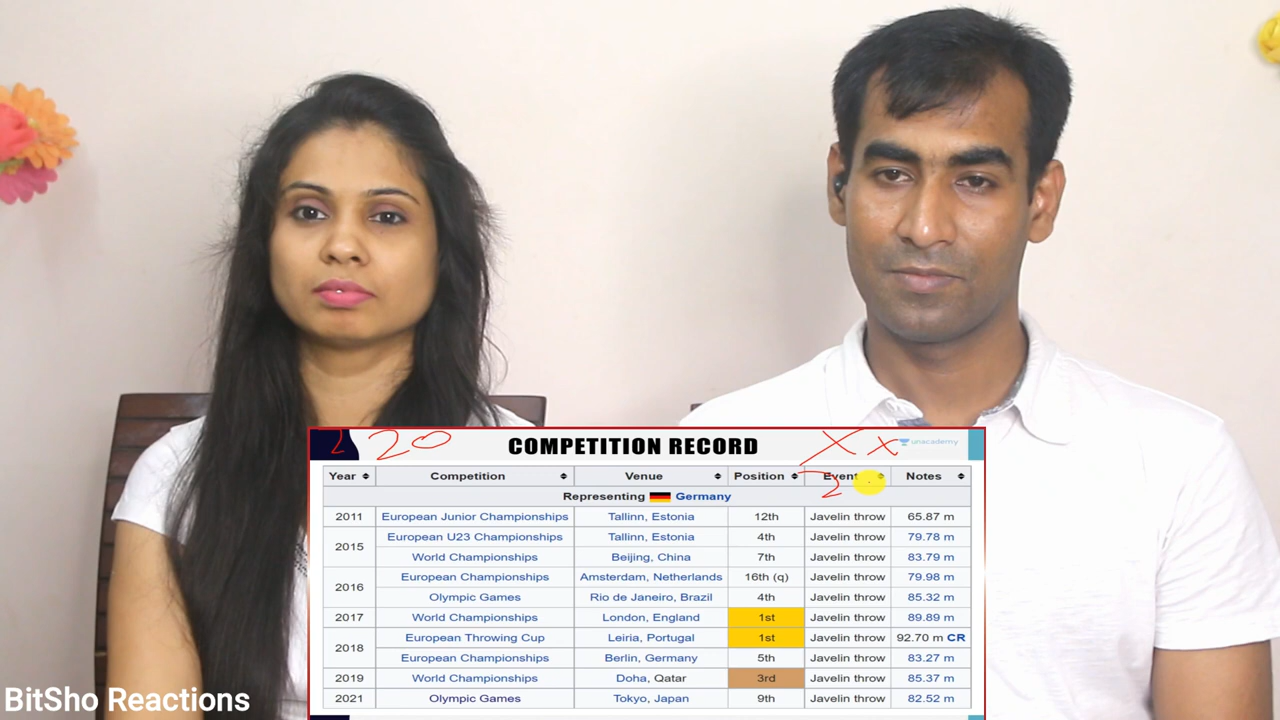 L 20 COMPETITION RECORD X x unacademy
2
Year Competition Venue Position Event Notes
Representing Germany
2011 European Junior Championships Tallinn, Estonia 12th Javelin throw 65.87 m
2015 European U23 Championships Tallinn, Estonia 4th Javelin throw 79.78 m
World Championships Beijing, China 7th Javelin throw 83.79 m
2016 European Championships Amsterdam, Netherlands 16th (q) Javelin throw 79.98 m
Olympic Games Rio de Janeiro, Brazil 4th Javelin throw 85.32 m
2017 World Championships London, England 1st Javelin throw 89.89 m
2018 European Throwing Cup Leiria, Portugal 1st Javelin throw 92.70 m CR
European Championships Berlin, Germany 5th Javelin throw 83.27 m
2019 World Championships Doha, Qatar 3rd Javelin throw 85.37 m
2021 Olympic Games Tokyo, Japan 9th Javelin throw 82.52 m
BitSho Reactions